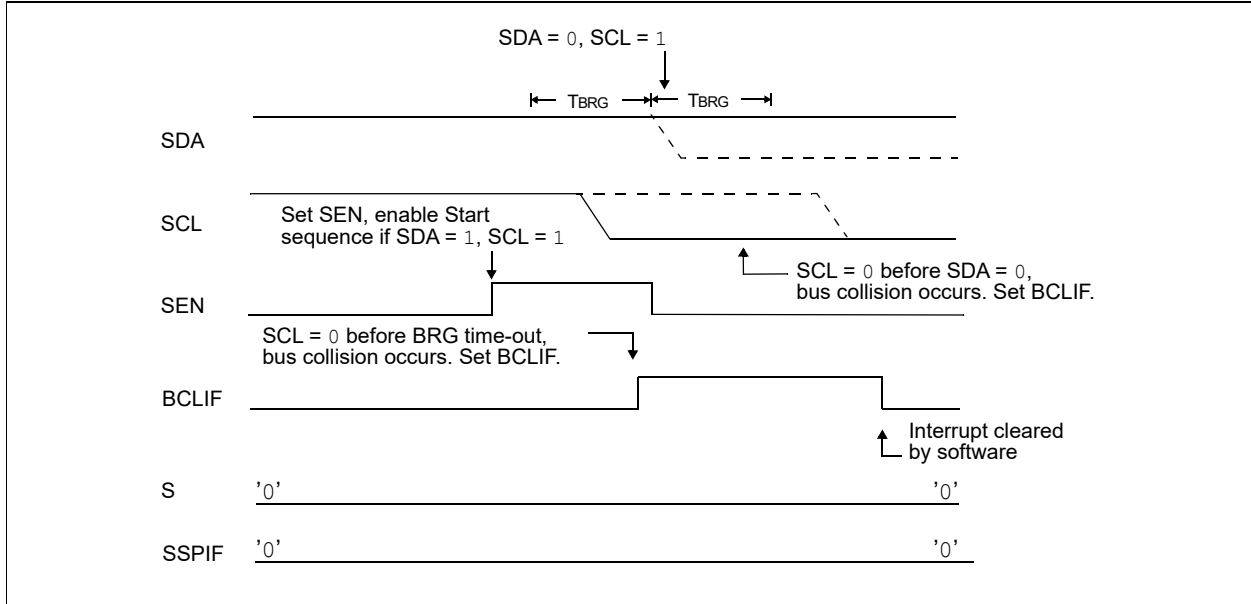 SDA = 0, SCL = 1
TBRG TBRG
SDA
SCL
Set SEN, enable Start
sequence if SDA = 1, SCL = 1
SCL = 0 before SDA = 0,
bus collision occurs. Set BCLIF.
SEN
SCL = 0 before BRG time-out,
bus collision occurs. Set BCLIF.
BCLIF
Interrupt cleared
by software
S '0' '0'
SSPIF '0' '0'